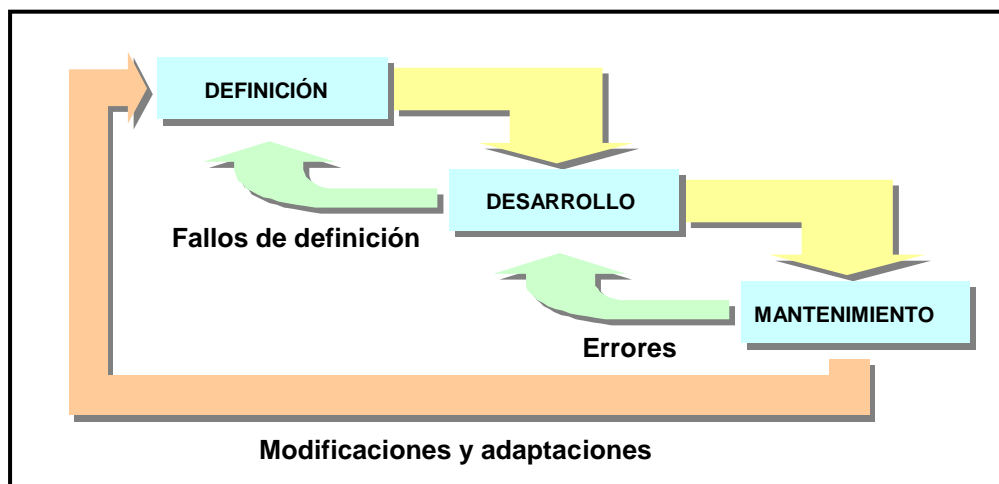 DEFINICIÓN
DESARROLLO
Fallos de definición
MANTENIMIENTO
Errores
Modificaciones y adaptaciones